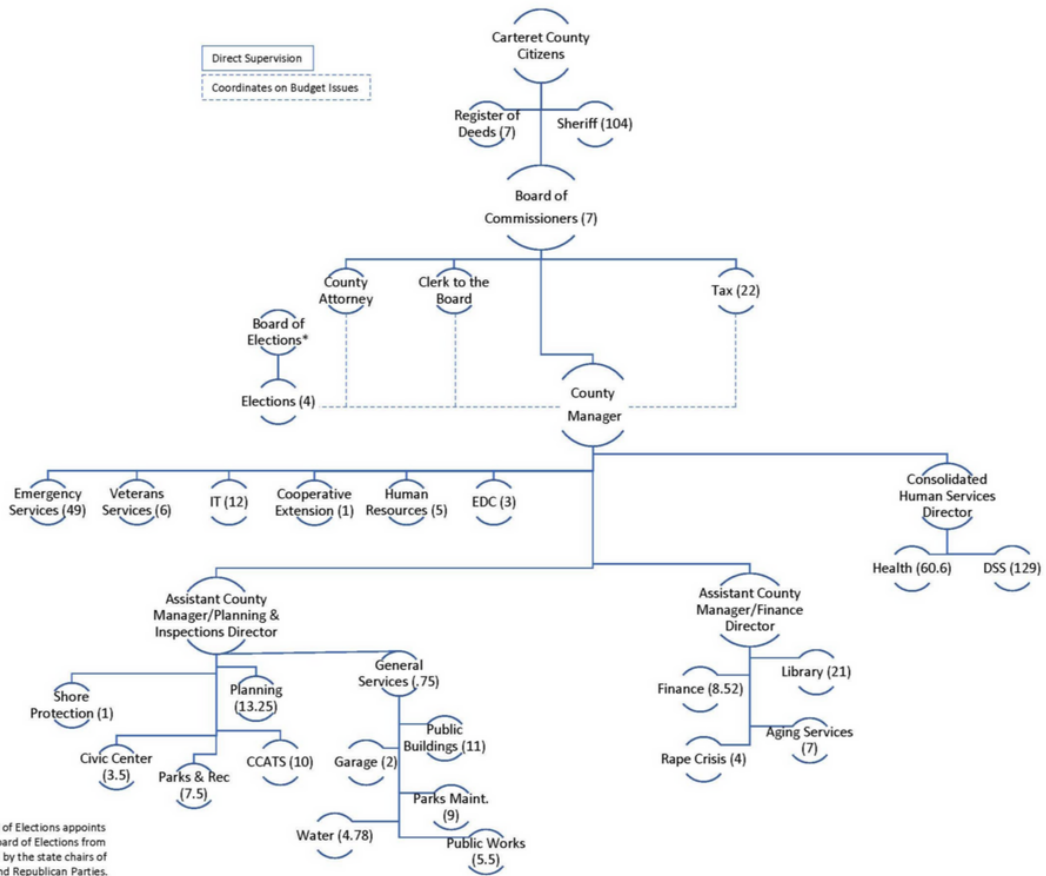 Carteret County
Citizens
Direct Supervision
Coordinates on Budget Issues
Register of
Deeds (7)
Sheriff (104)
Board of
Commissioners (7)
County
Attorney
Clerk to the
Board
Tax (22)
Board of
Elections*
Elections (4)
County
Manager
Emergency
Services (49)
Veterans
Services (6)
IT (12)
Cooperative
Extension (1)
Human
Resources (5)
EDC (3)
Consolidated
Human Services
Director
Health (60.6)
DSS (129)
Assistant County
Manager/Planning &
Inspections Director
Assistant County
Manager/Finance
Director
Shore
Protection (1)
Planning
(13.25)
General
Services (.75)
Finance (8.52)
Library (21)
Civic Center
(3.5)
Parks & Rec
(7.5)
CCATS (10)
Garage (2)
Public
Buildings (11)
Rape Crisis (4)
Aging Services
(7)
Parks Maint.
(9)
Water (4.78)
Public Works
(5.5)
of Elections appoints
oard of Elections from
by the state chairs of
nd Republican Parties.